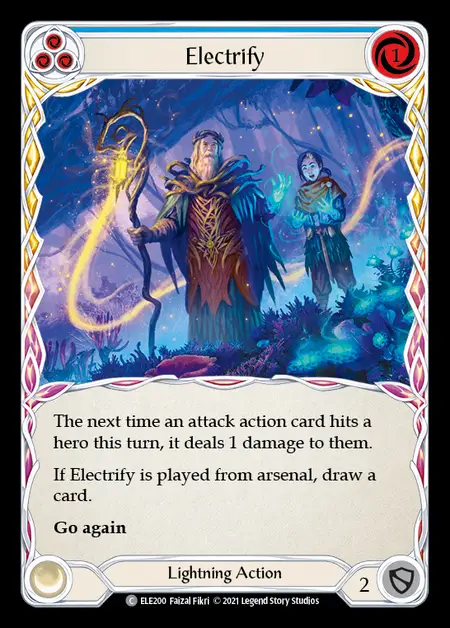 Electrify
1
The next time an attack action card hits a
hero this turn, it deals 1 damage to them.
If Electrify is played from arsenal, draw a
card.
Go again
Lightning Action
2
C ELE200 Faizal Fikri © 2021 Legend Story Studios